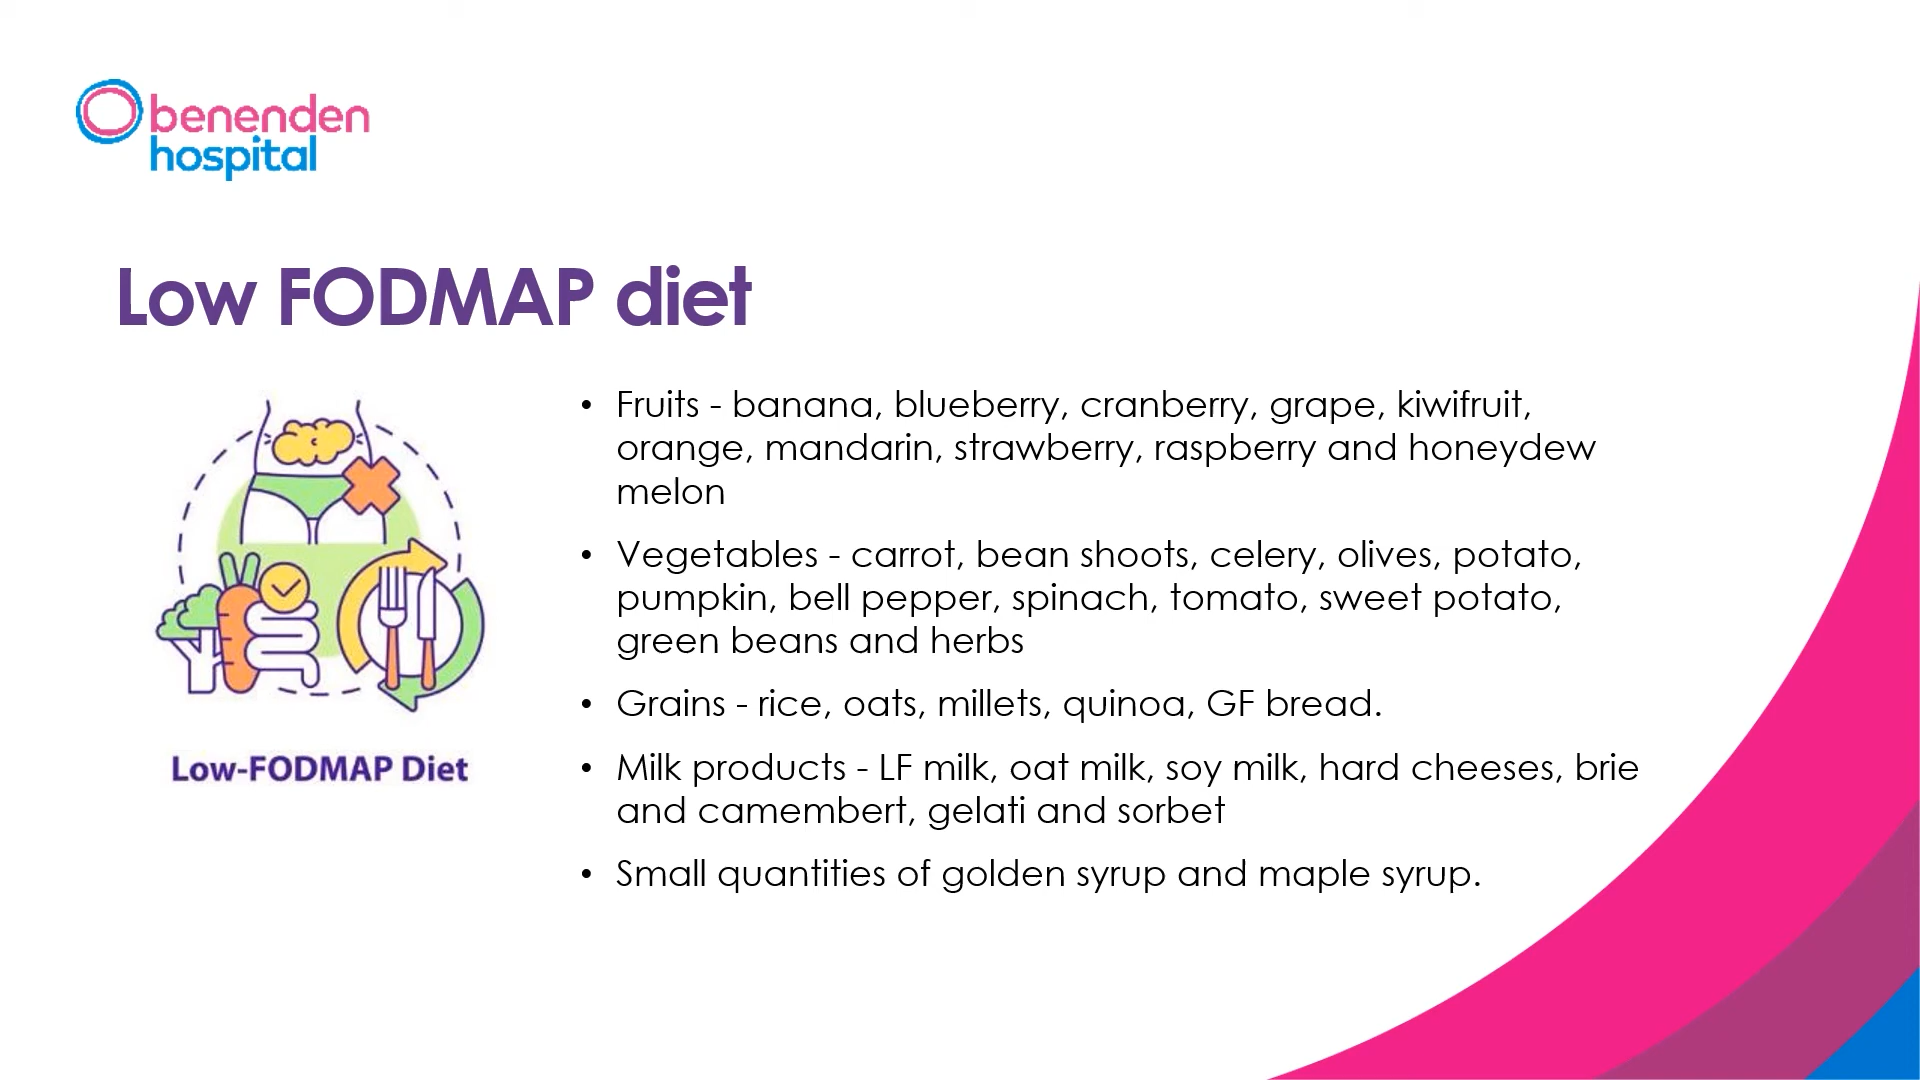 benenden
hospital
Low FODMAP diet
• Fruits - banana, blueberry, cranberry, grape, kiwifruit,
orange, mandarin, strawberry, raspberry and honeydew
melon
• Vegetables - carrot, bean shoots, celery, olives, potato,
pumpkin, bell pepper, spinach, tomato, sweet potato,
green beans and herbs
• Grains - rice, oats, millets, quinoa, GF bread.
• Milk products - LF milk, oat milk, soy milk, hard cheeses, brie
and camembert, gelati and sorbet
• Small quantities of golden syrup and maple syrup.
Low-FODMAP Diet